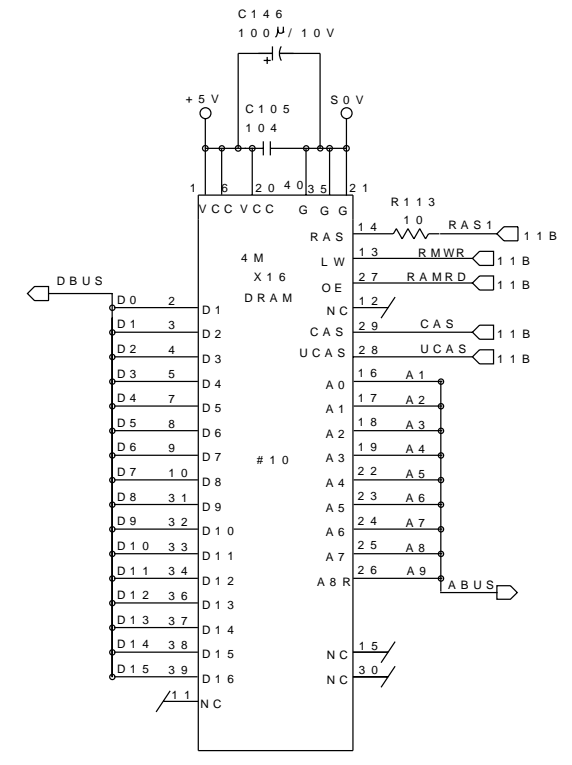 C146
100μ/10V
+5V
S0V
C105
104
1 6 20 40 35 21
VCC VCC G G G
R113
10
RAS 14 RAS1 11B
4M LW 13 RMWR 11B
X16
DBUS DRAM OE 27 RAMRD 11B
D0 2 D1 NC 12
D1 3 D2 CAS 29 CAS 11B
D2 4 D3 UCAS 28 UCAS 11B
D3 5 D4 A0 16 A1
D4 7 D5 A1 17 A2
D5 8 D6 A2 18 A3
D6 9 D7 #10 A3 19 A4
D7 10 D8 A4 22 A5
D8 31 D9 A5 23 A6
D9 32 D10 A6 24 A7
D10 33 D11 A7 25 A8
D11 34 D12 A8R 26 A9
ABUS
D12 36 D13
D13 37 D14
D14 38 D15 NC 15
D15 39 D16 NC 30
11 NC